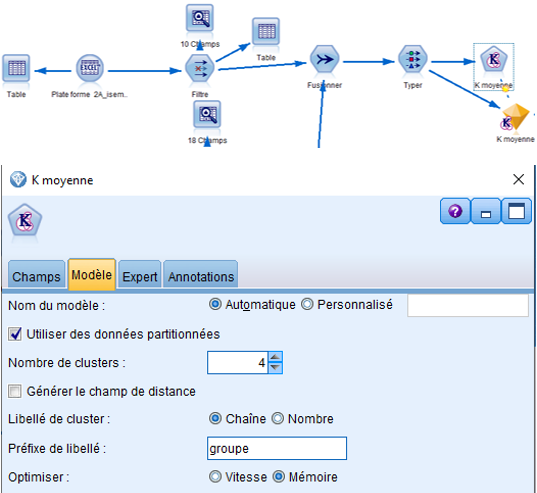 10 Champs
Table
Table
Plate forme 2A_isem..
Filtre
Fusionner
Typer
K moyenne
18 Champs
K moyenne
K moyenne
Champs Modèle Expert Annotations
Nom du modèle : Automatique Personnalisé
Utiliser des données partitionnées
Nombre de clusters : 4
Générer le champ de distance
Libellé de cluster : Chaîne Nombre
Préfixe de libellé : groupe
Optimiser : Vitesse Mémoire